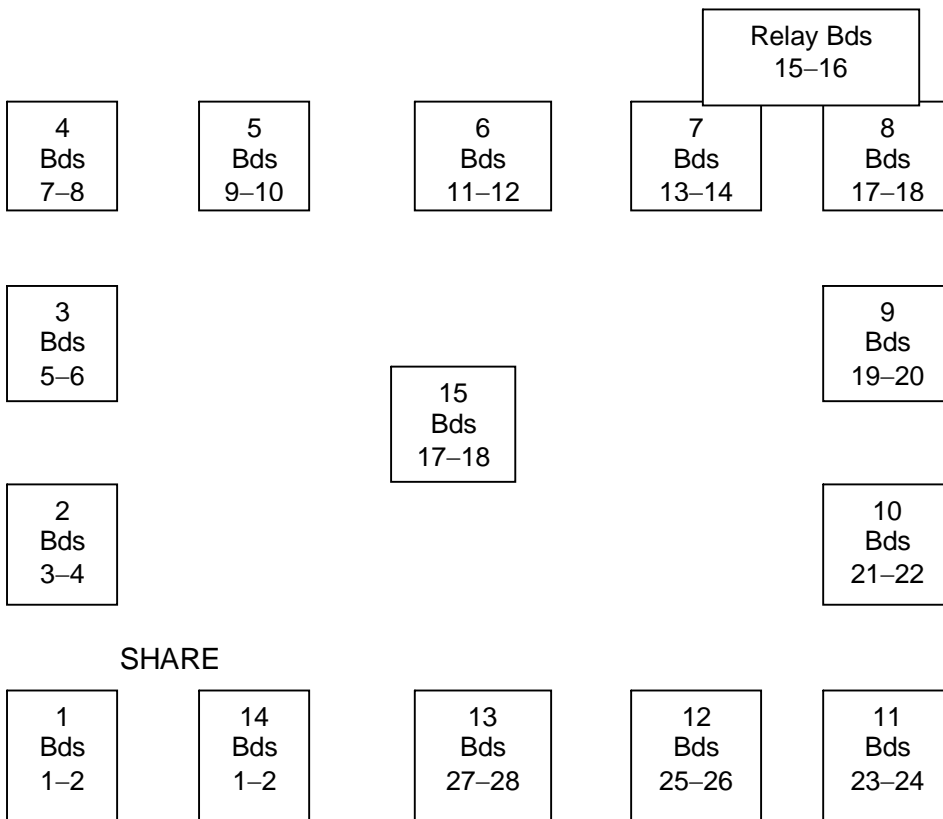 Relay Bds
15–16
4
Bds
7–8
5
Bds
9–10
6
Bds
11–12
7
Bds
13–14
8
Bds
17–18
3
Bds
5–6
9
Bds
19–20
15
Bds
17–18
2
Bds
3–4
10
Bds
21–22
SHARE
1
Bds
1–2
14
Bds
1–2
13
Bds
27–28
12
Bds
25–26
11
Bds
23–24